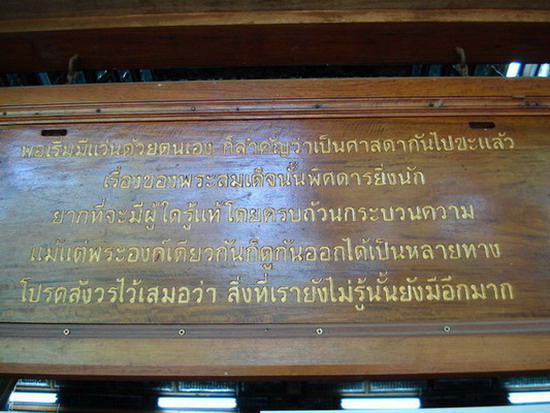 พอเริ่มมีแว่นด้วยตนเอง ก็สำคัญว่าเป็นศาสดากันไปซะแล้ว
เรื่องของพระสมเด็จนั้นพิศดารยิ่งนัก
ยากที่จะมีผู้ใดรู้แท้โดยครบถ้วนกระบวนความ
แม้แต่พระองค์เดียวกันก็ดูกันออกได้เป็นหลายทาง
โปรดสังวรไว้เสมอว่า สิ่งที่เรายังไม่รู้นั้นยังมีอีกมาก